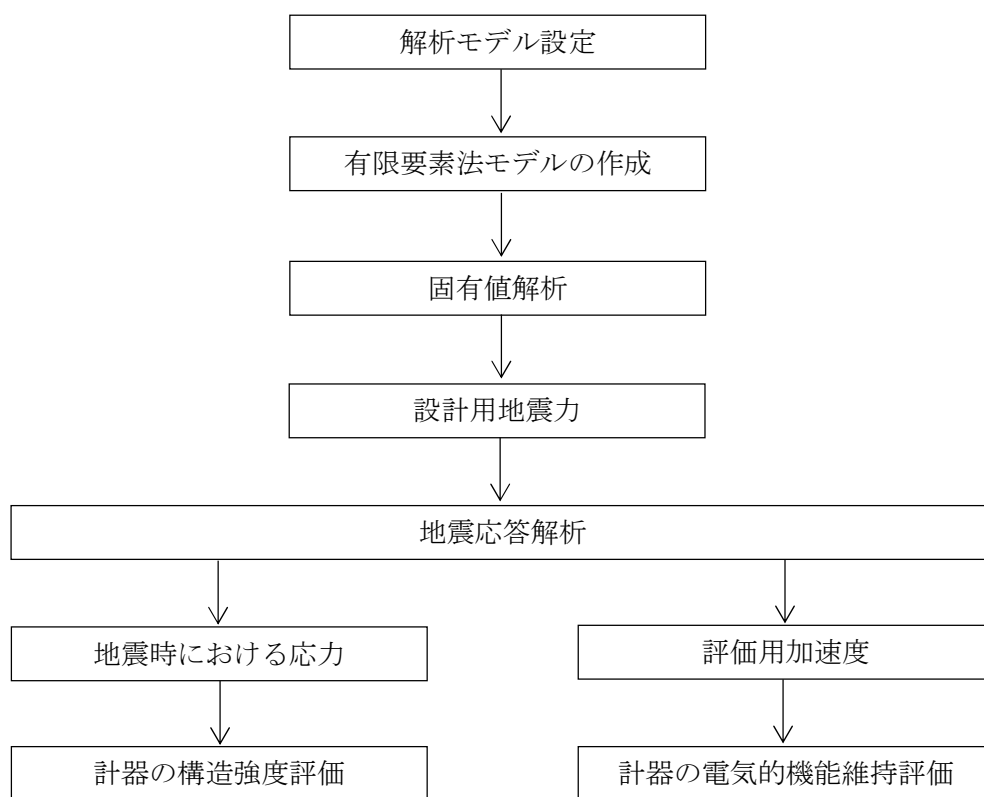 解析モデル設定
有限要素法モデルの作成
固有値解析
設計用地震力
地震応答解析
地震時における応力
評価用加速度
計器の構造強度評価
計器の電気的機能維持評価